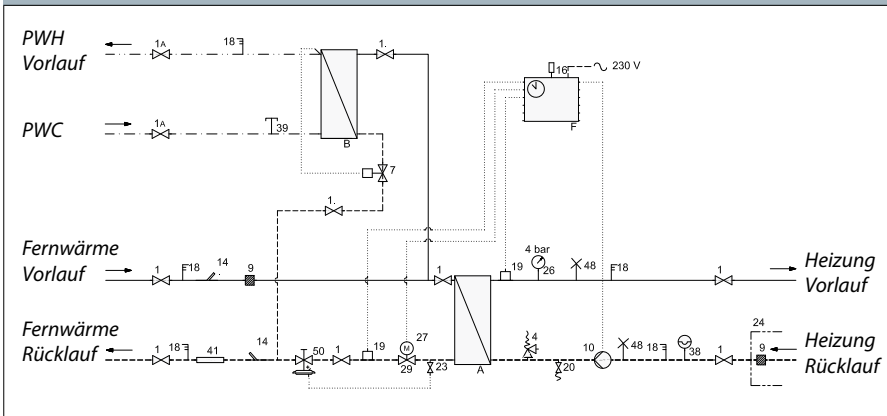 PWH
Vorlauf
1A
18
1.
B
16
230 V
F
PWC
1A
39
7
1.
Fernwärme
Vorlauf
1
18
14
9
1
19
4 bar
26
48
18
1
Heizung
Vorlauf
Fernwärme
Rücklauf
1
18
41
14
50
1
19
27
M
29
23
A
4
20
10
48
18
38
1
24
9
Heizung
Rücklauf